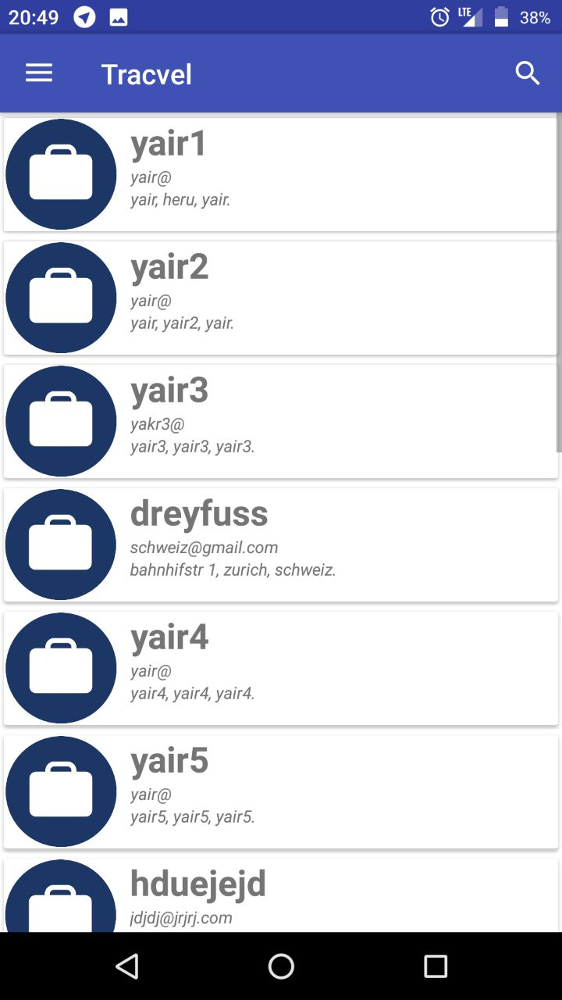 20:49 LTE 38%
Tracvel
yair1
yair@
yair, heru, yair.
yair2
yair@
yair, yair2, yair.
yair3
yakr3@
yair3, yair3, yair3.
dreyfuss
schweiz@gmail.com
bahnhifstr 1, zurich, schweiz.
yair4
yair@
yair4, yair4, yair4.
yair5
yair@
yair5, yair5, yair5.
hduejejd
jdjdj@jrjrj.com